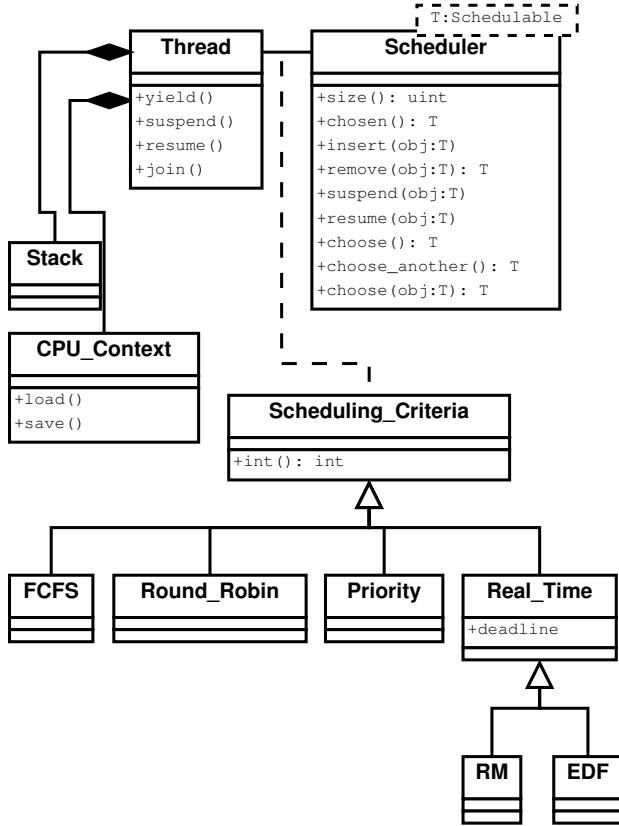 T:Schedulable
Thread
+yield()
+suspend()
+resume()
+join()
Scheduler
+size(): uint
+chosen(): T
+insert(obj:T)
+remove(obj:T): T
+suspend(obj:T)
+resume(obj:T)
+choose(): T
+choose_another(): T
+choose(obj:T): T
Stack
CPU_Context
+load()
+save()
Scheduling_Criteria
+int(): int
FCFS
Round_Robin
Priority
Real_Time
+deadline
RM
EDF